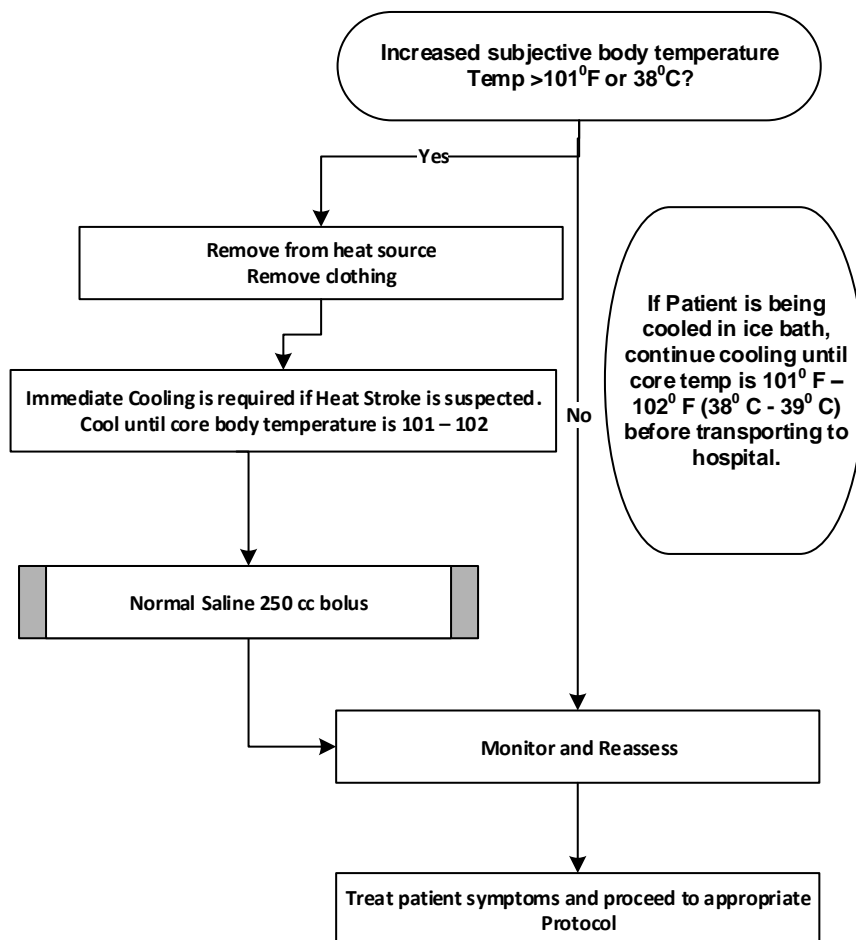 Increased subjective body temperature
Temp >101⁰F or 38⁰C?
Yes
Remove from heat source
Remove clothing
Immediate Cooling is required if Heat Stroke is suspected.
Cool until core body temperature is 101 – 102
No
If Patient is being
cooled in ice bath,
continue cooling until
core temp is 101⁰ F –
102⁰ F (38⁰ C - 39⁰ C)
before transporting to
hospital.
Normal Saline 250 cc bolus
Monitor and Reassess
Treat patient symptoms and proceed to appropriate
Protocol